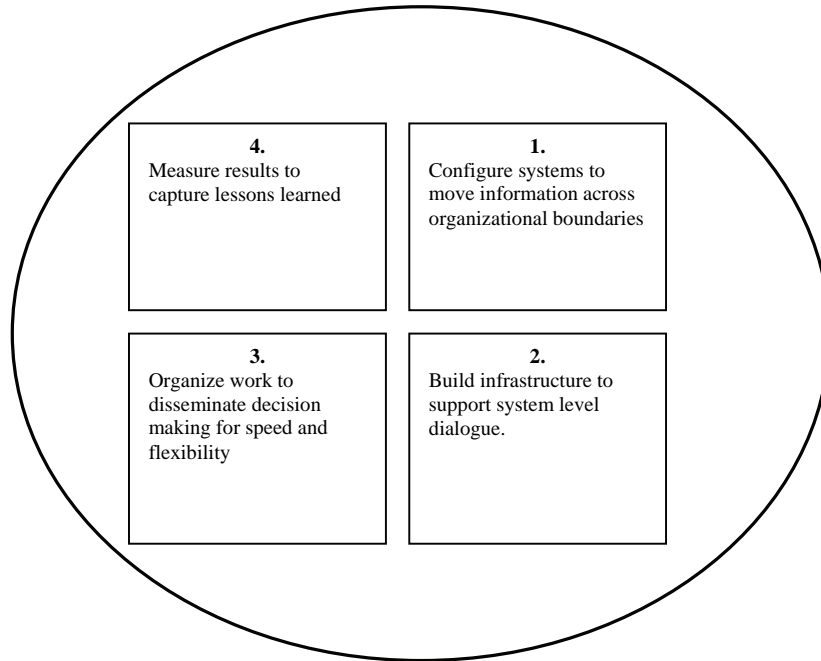 4.
Measure results to
capture lessons learned
1.
Configure systems to
move information across
organizational boundaries
3.
Organize work to
disseminate decision
making for speed and
flexibility
2.
Build infrastructure to
support system level
dialogue.